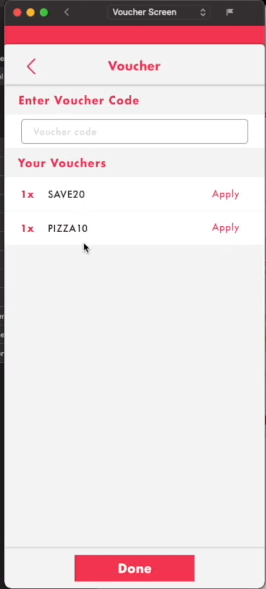 Voucher Screen
Voucher
Enter Voucher Code
Voucher code
Your Vouchers
1x SAVE20 Apply
1x PIZZA10 Apply
Done